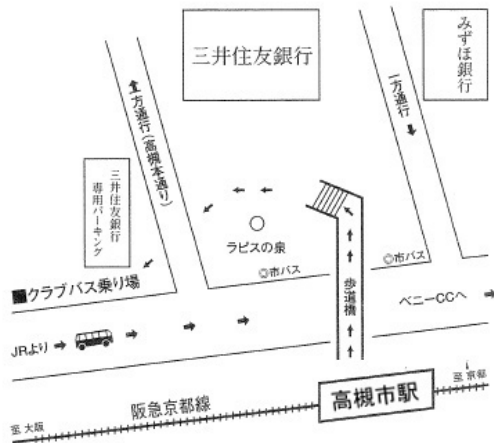 三井住友銀行
みずほ銀行
一方通行(高槻本通り)
一方通行
三井住友銀行
専用パーキング
ラピスの泉
◎市バス
◎市バス
クラブバス乗り場
歩道橋
ベニーCCへ
JRより
阪急京都線
高槻市駅
至 京都
至 大阪